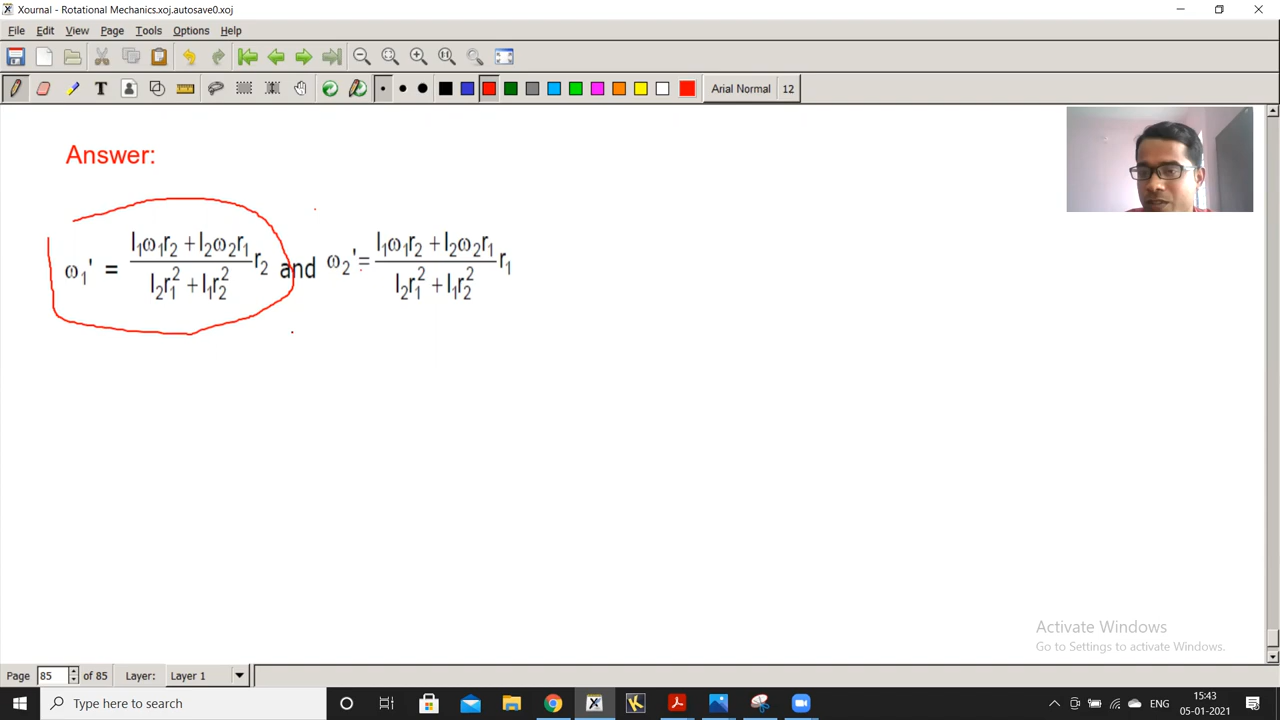 Xournal - Rotational Mechanics.xoj.autosave0.xoj
File Edit View Page Tools Options Help
Arial Normal 12
Answer:
ω₁' = (I₁ω₁r₂ + I₂ω₂r₁)/(I₂r₁² + I₁r₂²) r₂ and ω₂' = (I₁ω₁r₂ + I₂ω₂r₁)/(I₂r₁² + I₁r₂²) r₁
Activate Windows
Go to Settings to activate Windows.
Page 85 of 85 Layer: Layer 1
Type here to search
ENG
15:43
05-01-2021